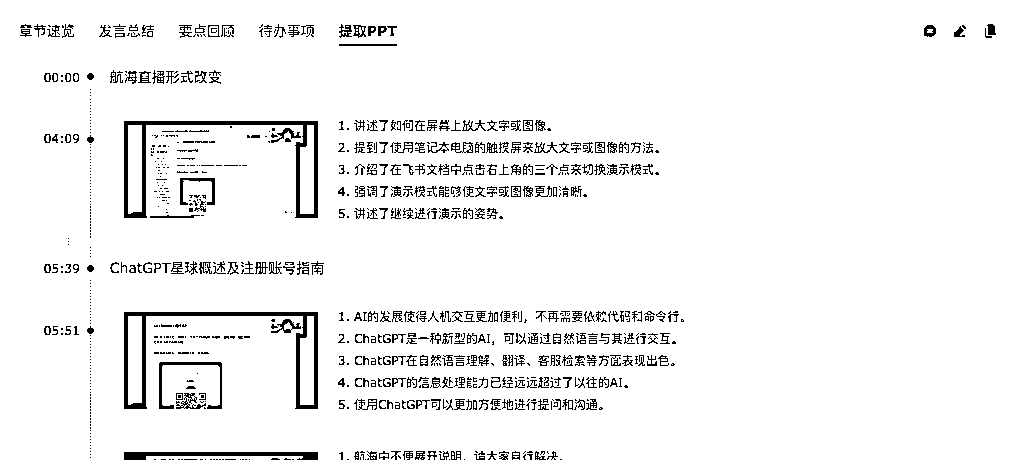 章节速览 发言总结 要点回顾 待办事项 提取PPT
00:00 航海直播形式改变
04:09
1. 讲述了如何在屏幕上放大文字或图像。
2. 提到了使用笔记本电脑的触摸屏来放大文字或图像的方法。
3. 介绍了在飞书文档中点击右上角的三个点来切换演示模式。
4. 强调了演示模式能够使文字或图像更加清晰。
5. 讲述了继续进行演示的姿势。
05:39 ChatGPT星球概述及注册账号指南
05:51
1. AI的发展使得人机交互更加便利，不再需要依赖代码和命令行。
2. ChatGPT是一种新型的AI，可以通过自然语言与其进行交互。
3. ChatGPT在自然语言理解、翻译、客服检索等方面表现出色。
4. ChatGPT的信息处理能力已经远远超过了以往的AI。
5. 使用ChatGPT可以更加方便地进行提问和沟通。
1. 航海中不便展开说明，请大家自行解决。